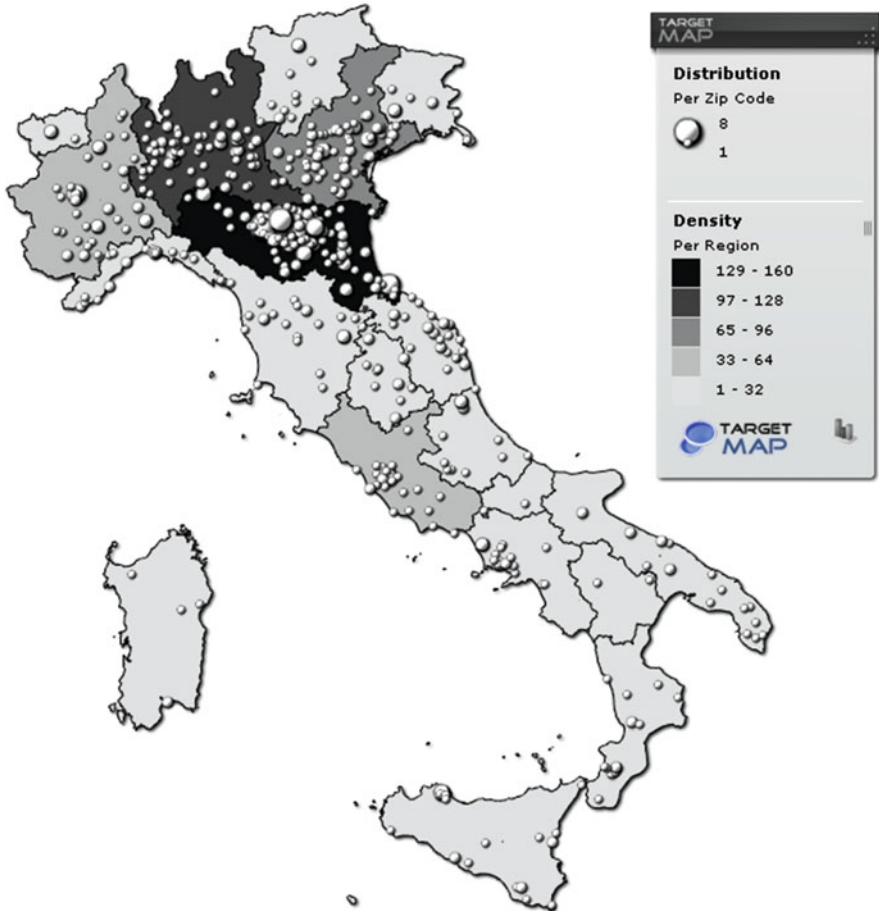 TARGET
MAP
Distribution
Per Zip Code
8
1
Density
Per Region
129 - 160
97 - 128
65 - 96
33 - 64
1 - 32
TARGET
MAP